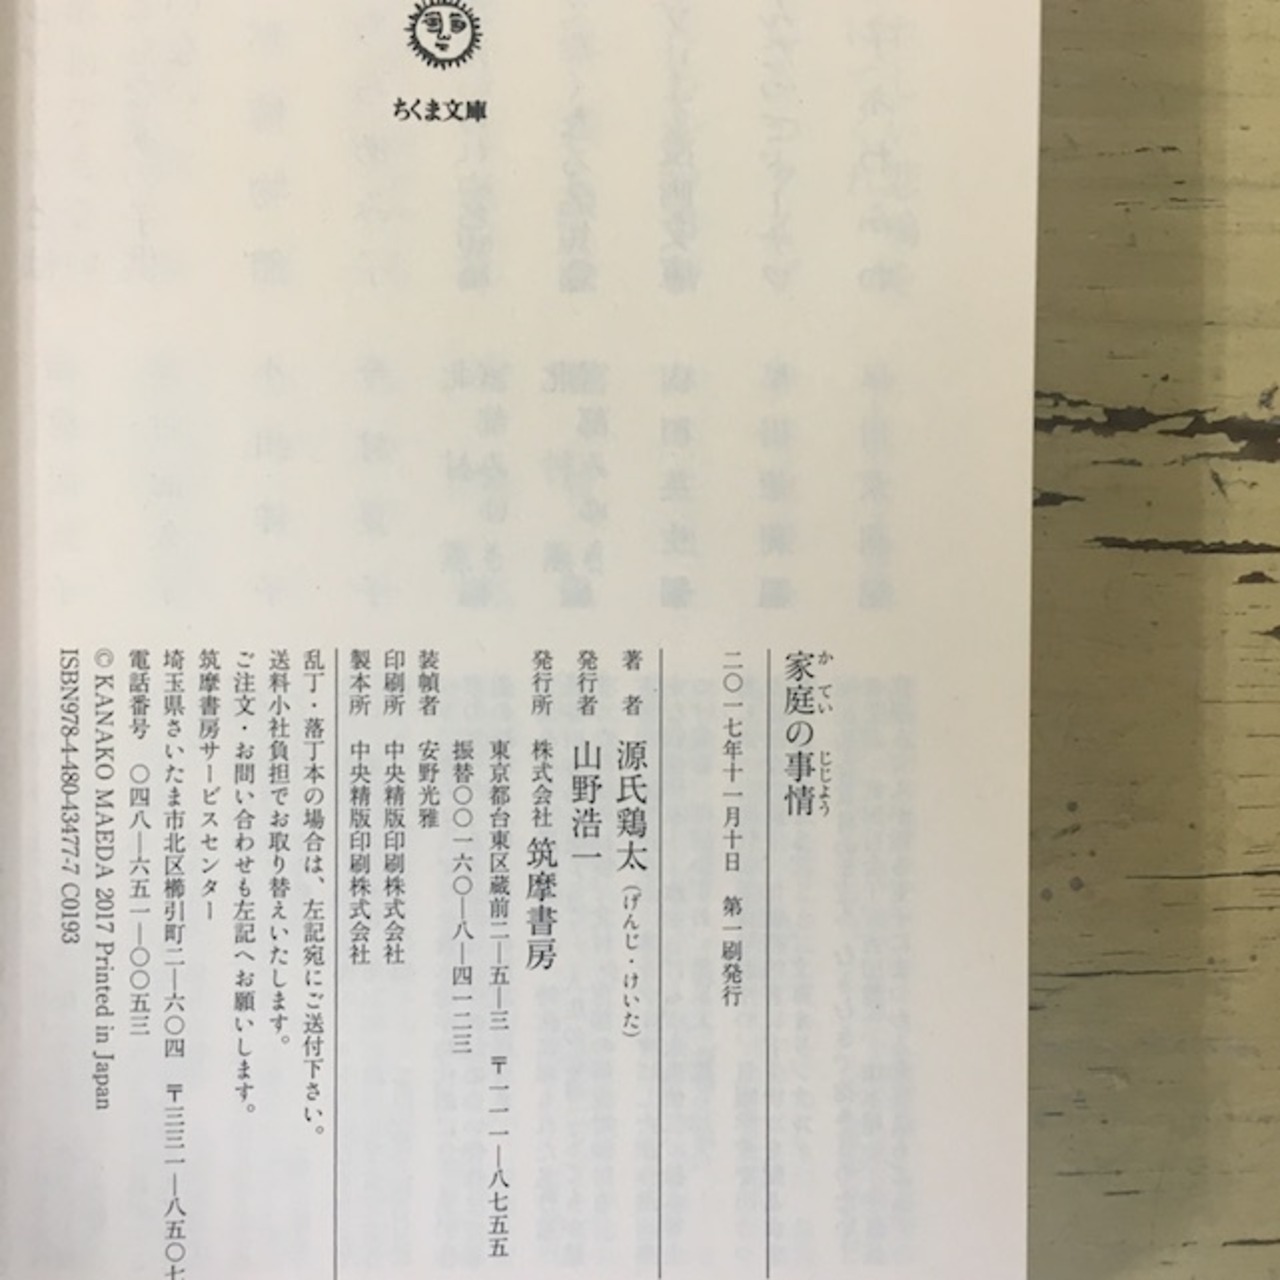 ちくま文庫
家庭の事情
かていのじじょう
二〇一七年十一月十日 第一刷発行
著者 源氏鶏太(げんじ・けいた)
発行者 山野浩一
発行所 株式会社 筑摩書房
東京都台東区蔵前二―五―三 〒一一一―八七五五
振替〇〇一六〇―八―四一二三
装幀者 安野光雅
印刷所 中央精版印刷株式会社
製本所 中央精版印刷株式会社
乱丁・落丁本の場合は、左記宛にご送付下さい。
送料小社負担でお取り替えいたします。
ご注文・お問い合わせも左記へお願いします。
筑摩書房サービスセンター
埼玉県さいたま市北区櫛引町二―六〇四 〒三三一―八五〇七
電話番号 〇四八―六五一―〇〇五三
© KANAKO MAEDA 2017 Printed in Japan
ISBN978-4-480-43477-7 C0193